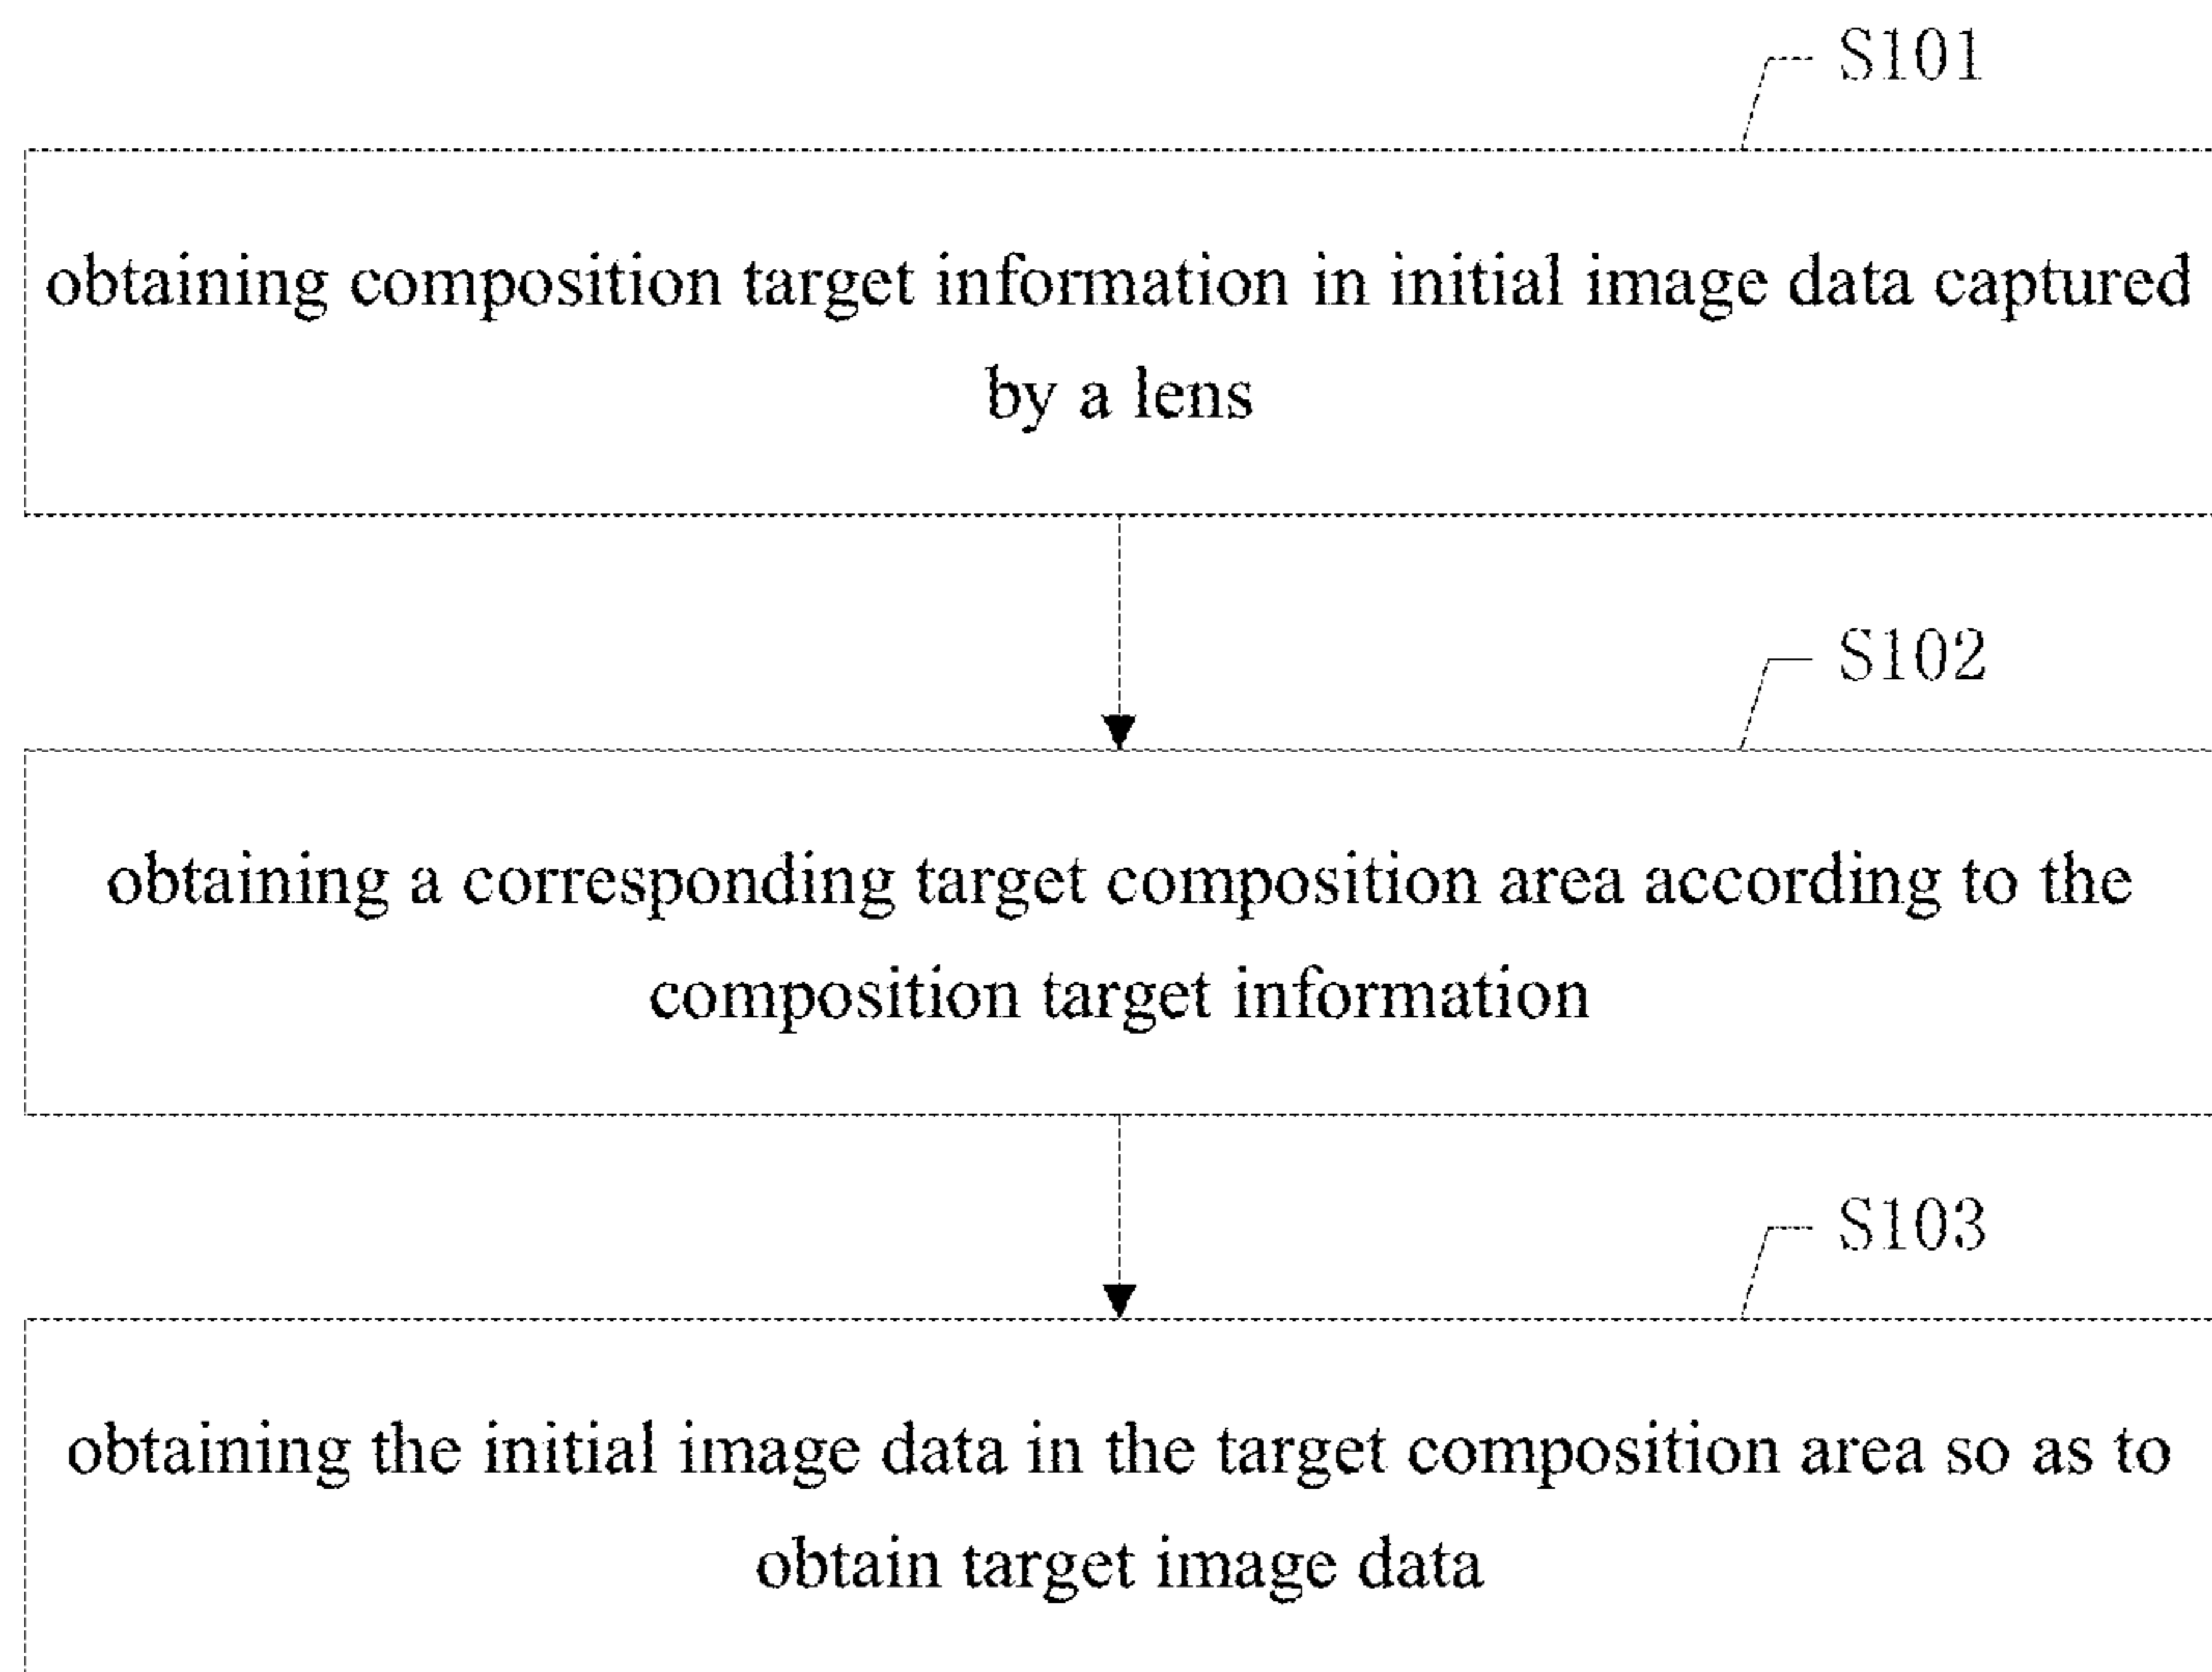 S101
obtaining composition target information in initial image data captured
by a lens
S102
obtaining a corresponding target composition area according to the
composition target information
S103
obtaining the initial image data in the target composition area so as to
obtain target image data